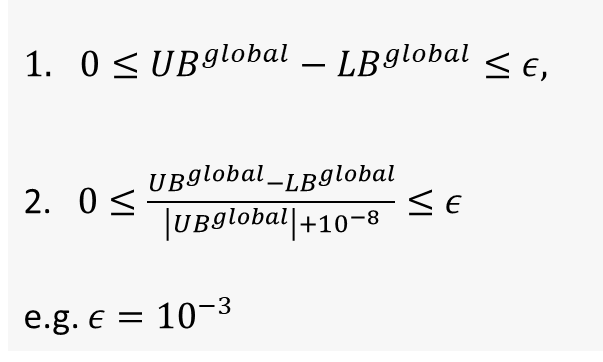 1. 0 ≤ UB^global − LB^global ≤ ϵ,
2. 0 ≤ (UB^global−LB^global)/(|UB^global|+10^−8) ≤ ϵ
e.g. ϵ = 10^−3